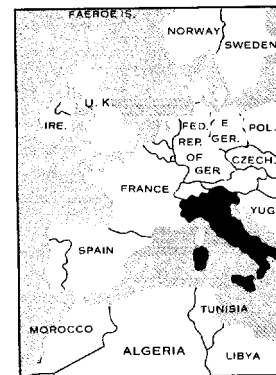 FAEROE IS.
NORWAY
SWEDEN
U. K.
IRE.
FED.
REP.
OF
GER.
E
GER.
POL.
CZECH.
FRANCE
YUG
SPAIN
TUNISIA
MOROCCO
ALGERIA
LIBYA